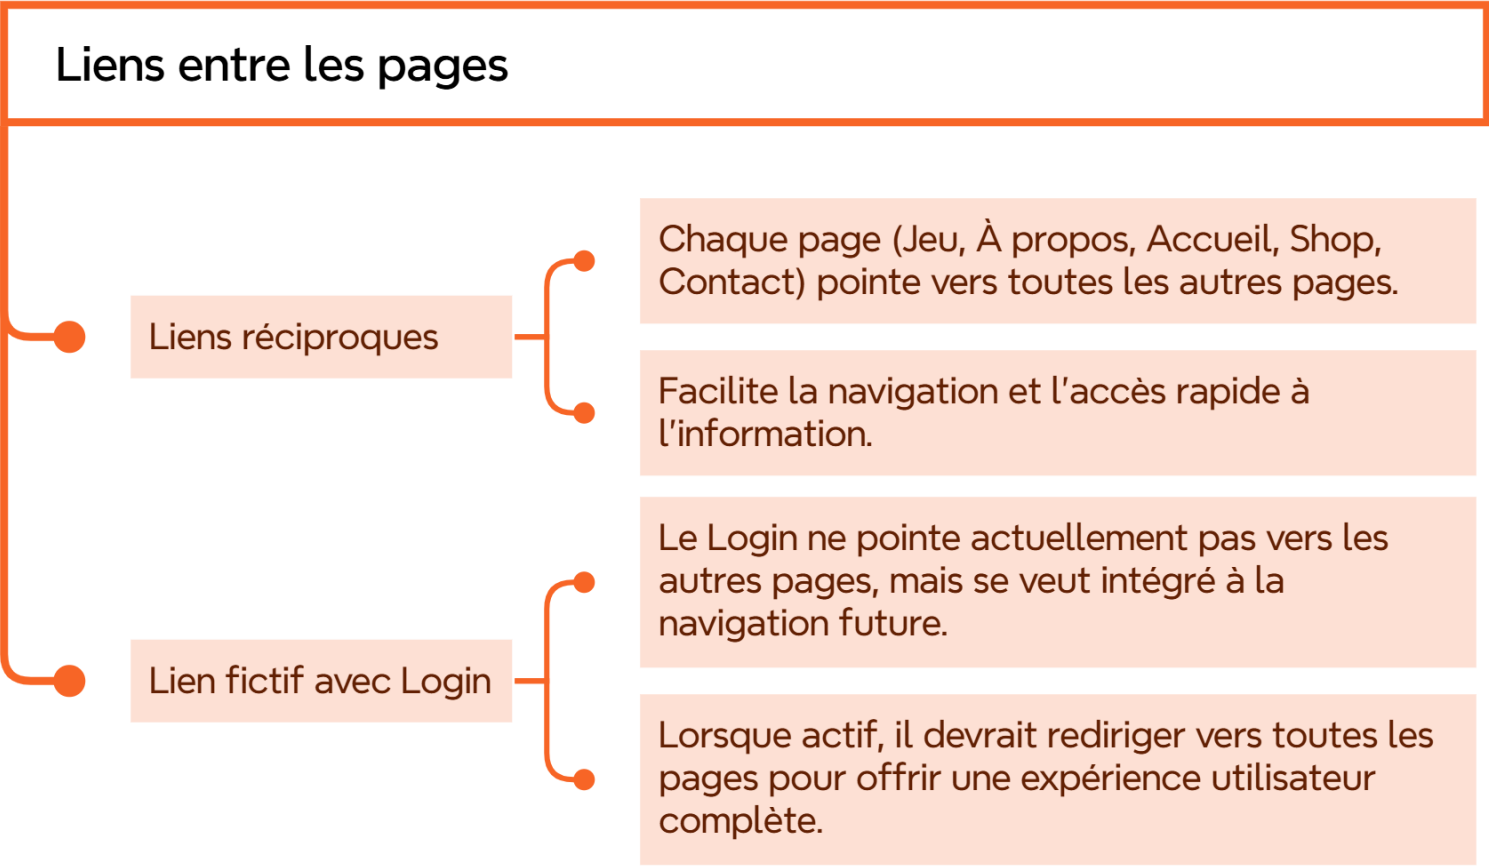 Liens entre les pages
Liens réciproques
Chaque page (Jeu, À propos, Accueil, Shop,
Contact) pointe vers toutes les autres pages.
Facilite la navigation et l'accès rapide à
l'information.
Lien fictif avec Login
Le Login ne pointe actuellement pas vers les
autres pages, mais se veut intégré à la
navigation future.
Lorsque actif, il devrait rediriger vers toutes les
pages pour offrir une expérience utilisateur
complète.